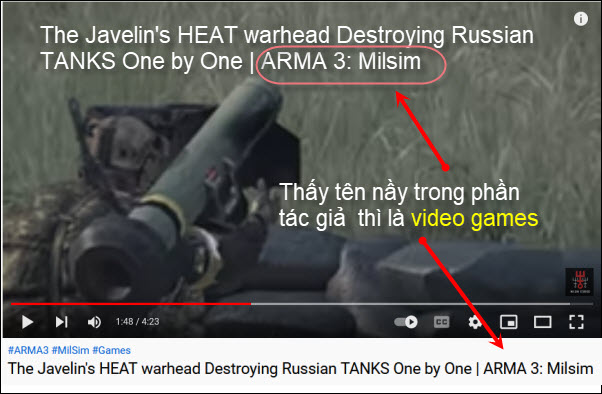 The Javelin's HEAT warhead Destroying Russian
TANKS One by One | ARMA 3: Milsim
Thấy tên nầy trong phần
tác giả thì là video games
1:48 / 4:23
CC
#ARMA3 #MilSim #Games
The Javelin's HEAT warhead Destroying Russian TANKS One by One | ARMA 3: Milsim